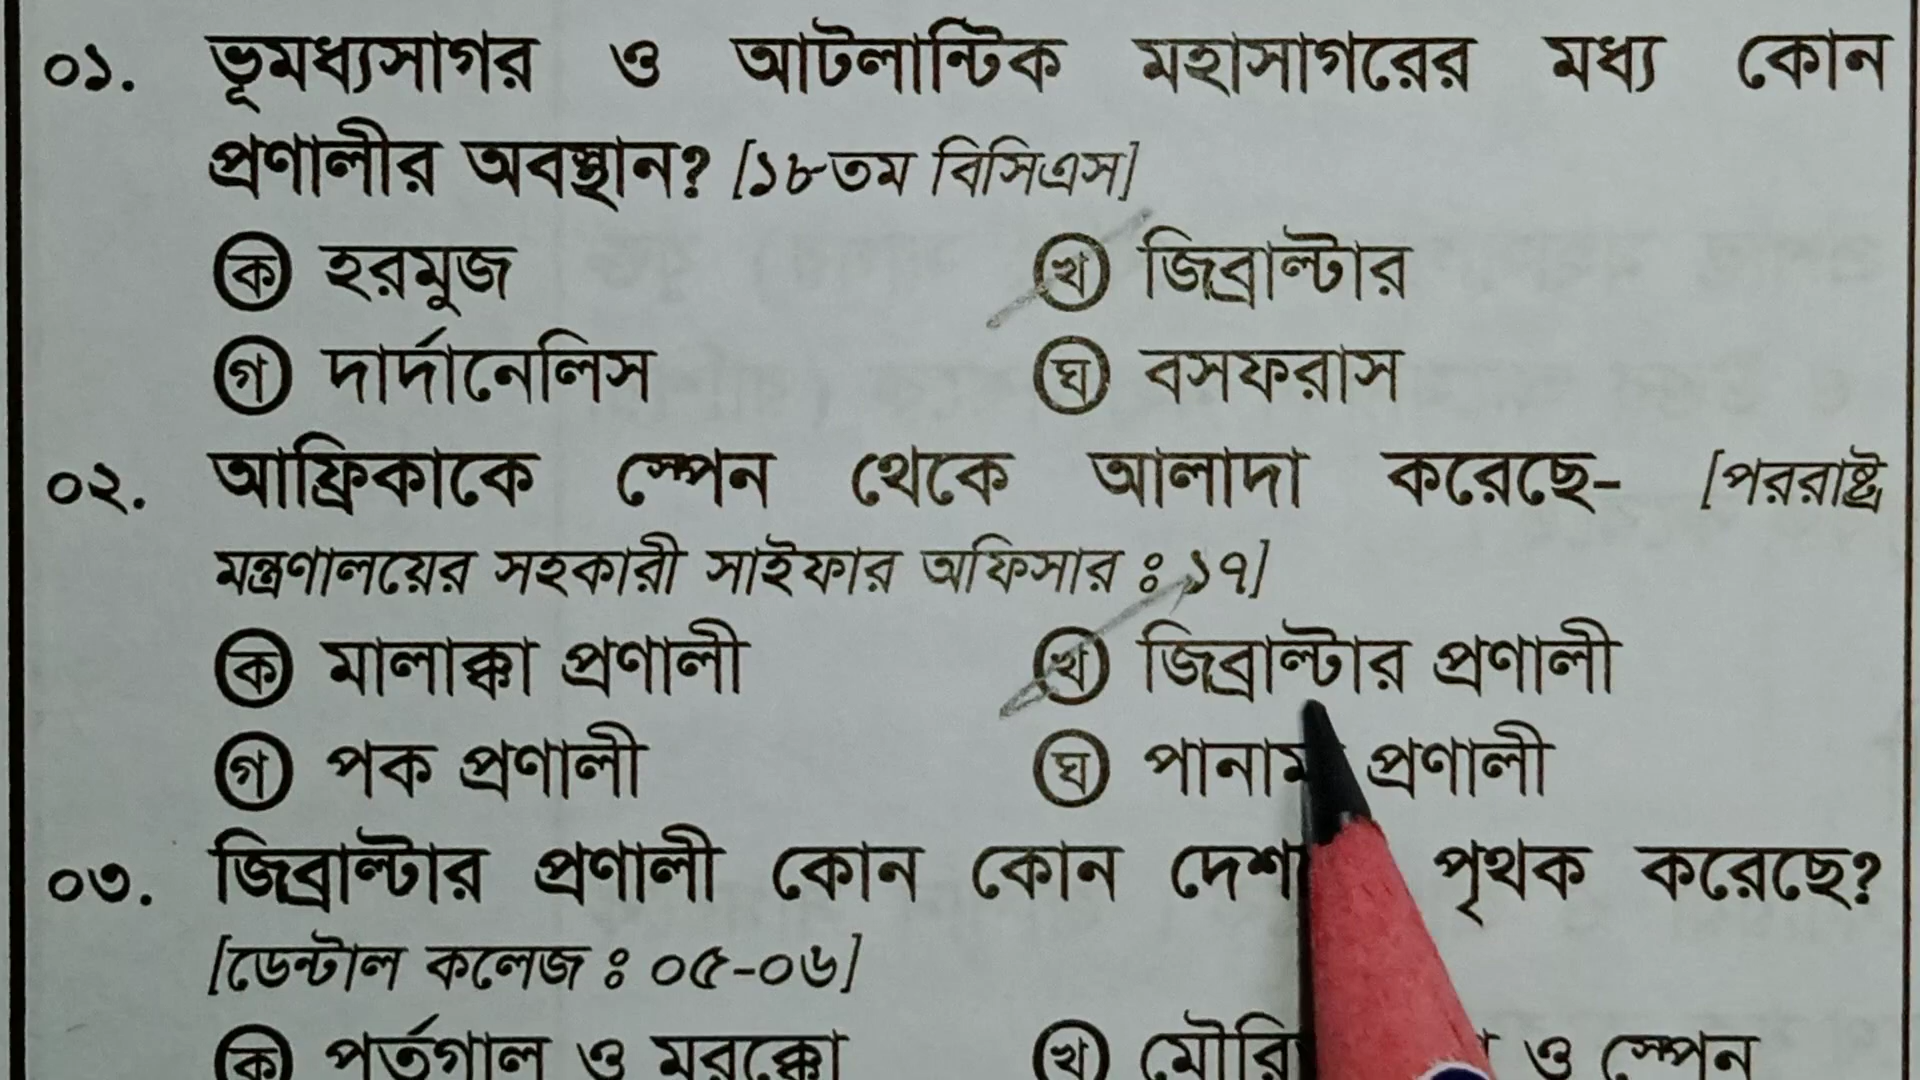 ০১. ভূমধ্যসাগর ও আটলান্টিক মহাসাগরের মধ্য কোন
প্রণালীর অবস্থান? [১৮তম বিসিএস]
ক হরমুজ খ জিব্রাল্টার
গ দার্দানেলিস ঘ বসফরাস
০২. আফ্রিকাকে স্পেন থেকে আলাদা করেছে- [পররাষ্ট্র
মন্ত্রণালয়ের সহকারী সাইফার অফিসার : ১৭]
ক মালাক্কা প্রণালী খ জিব্রাল্টার প্রণালী
গ পক প্রণালী ঘ প্রণালী
০৩. জিব্রাল্টার প্রণালী কোন কোন পৃথক করেছে?
[ডেন্টাল কলেজ : ০৫-০৬]
ক পর্তগাল ও মরক্কো খ ও স্পেন